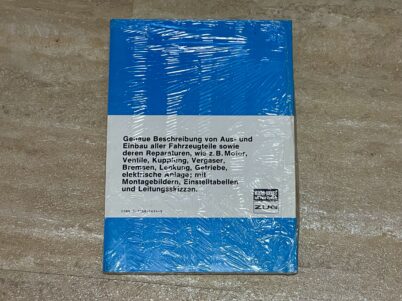 Genaue Beschreibung von Aus- und
Einbau aller Fahrzeugteile sowie
deren Reparaturen, wie z.B. Motor,
Ventile, Kupplung, Vergaser,
Bremsen, Lenkung, Getriebe,
elektrische Anlage; mit
Montagebildern, Einstelltabellen
und Leitungsskizzen.
ZUG